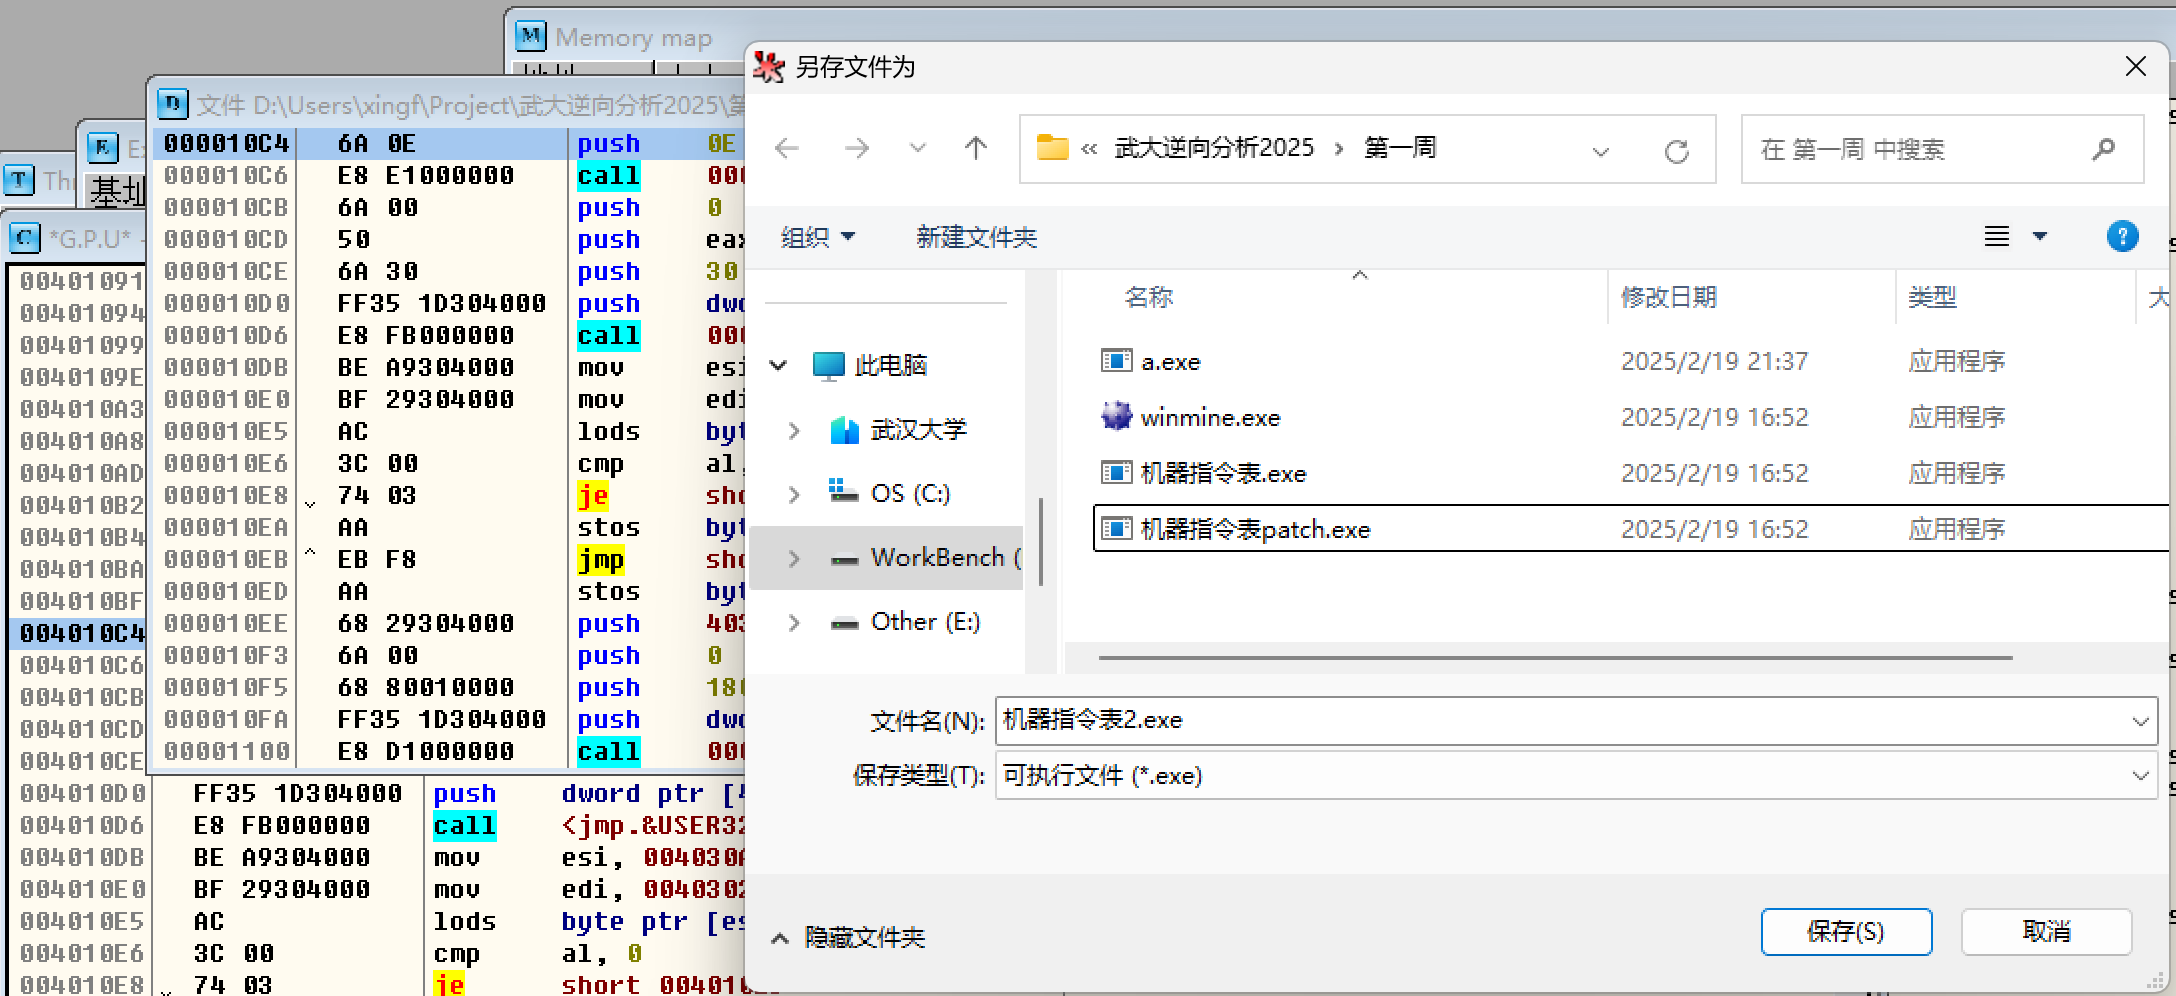 Memory map
文件 D:\Users\xingf\Project\武大逆向分析2025\第
000010C4 6A 0E push 0E
000010C6 E8 E1000000 call 000
000010CB 6A 00 push 0
000010CD 50 push eax
000010CE 6A 30 push 30
000010D0 FF35 1D304000 push dwo
000010D6 E8 FB000000 call 000
000010DB BE A9304000 mov esi
000010E0 BF 29304000 mov edi
000010E5 AC lods byt
000010E6 3C 00 cmp al,
000010E8 74 03 je sho
000010EA AA stos byt
000010EB EB F8 jmp sho
000010ED AA stos byt
000010EE 68 29304000 push 403
000010F3 6A 00 push 0
000010F5 68 80010000 push 180
000010FA FF35 1D304000 push dwo
00001100 E8 D1000000 call 000
E Ex
基址
T Thr
C *G.P.U* -
00401091
00401094
00401099
0040109E
004010A3
004010A8
004010AD
004010B2
004010B4
004010BA
004010BF
004010C4
004010C6
004010CB
004010CD
004010CE
004010D0 FF35 1D304000 push dword ptr [4
004010D6 E8 FB000000 call <jmp.&USER32
004010DB BE A9304000 mov esi, 004030A
004010E0 BF 29304000 mov edi, 0040302
004010E5 AC lods byte ptr [es
004010E6 3C 00 cmp al, 0
004010E8 74 03 je short 004010
另存文件为
« 武大逆向分析2025 › 第一周
在 第一周 中搜索
组织 新建文件夹
名称 修改日期 类型 大
此电脑
武汉大学
OS (C:)
WorkBench (
Other (E:)
a.exe 2025/2/19 21:37 应用程序
winmine.exe 2025/2/19 16:52 应用程序
机器指令表.exe 2025/2/19 16:52 应用程序
机器指令表patch.exe 2025/2/19 16:52 应用程序
文件名(N): 机器指令表2.exe
保存类型(T): 可执行文件 (*.exe)
隐藏文件夹
保存(S) 取消